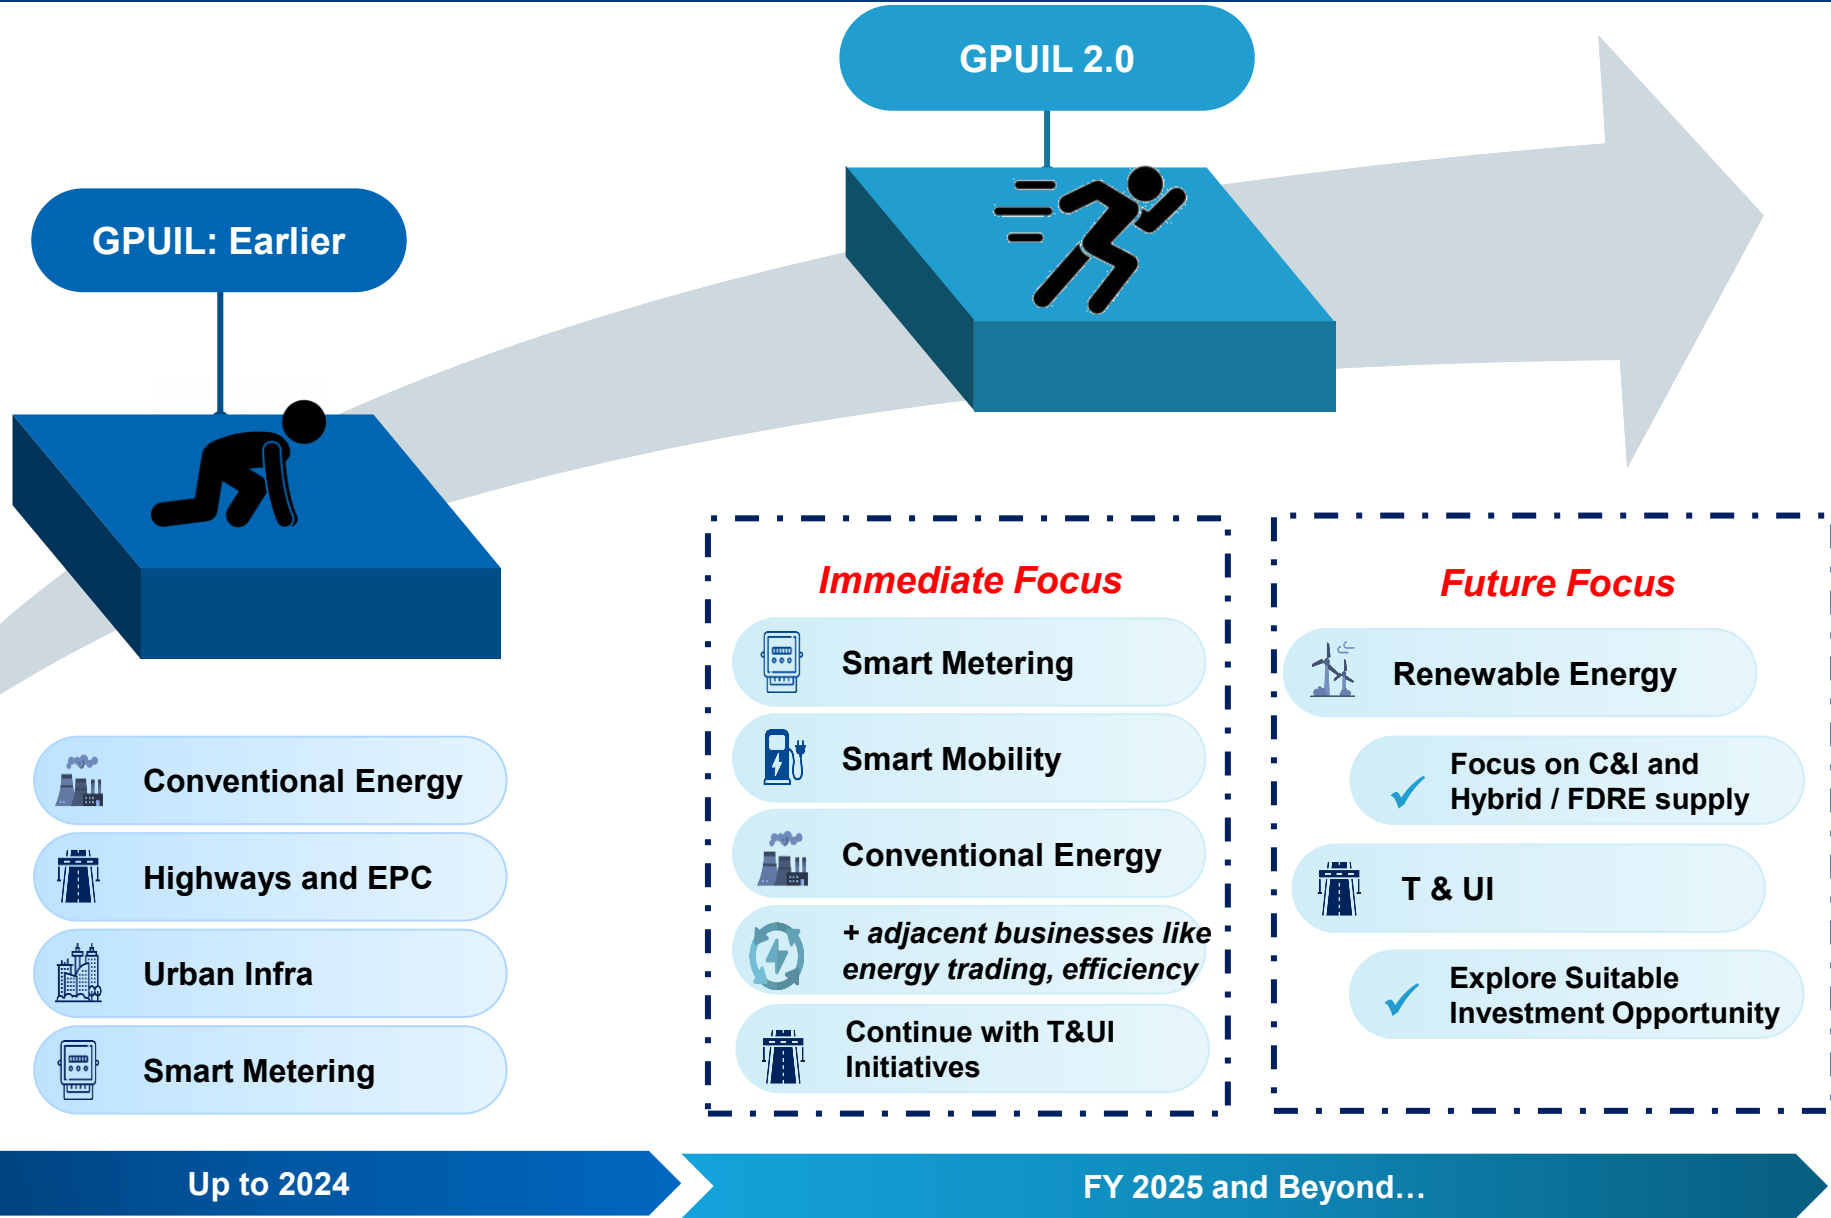 GPUIL 2.0
GPUIL: Earlier
Conventional Energy
Highways and EPC
Urban Infra
Smart Metering
Immediate Focus
Smart Metering
Smart Mobility
Conventional Energy
+ adjacent businesses like
energy trading, efficiency
Continue with T&UI
Initiatives
Future Focus
Renewable Energy
Focus on C&I and
Hybrid / FDRE supply
T & UI
Explore Suitable
Investment Opportunity
Up to 2024
FY 2025 and Beyond...